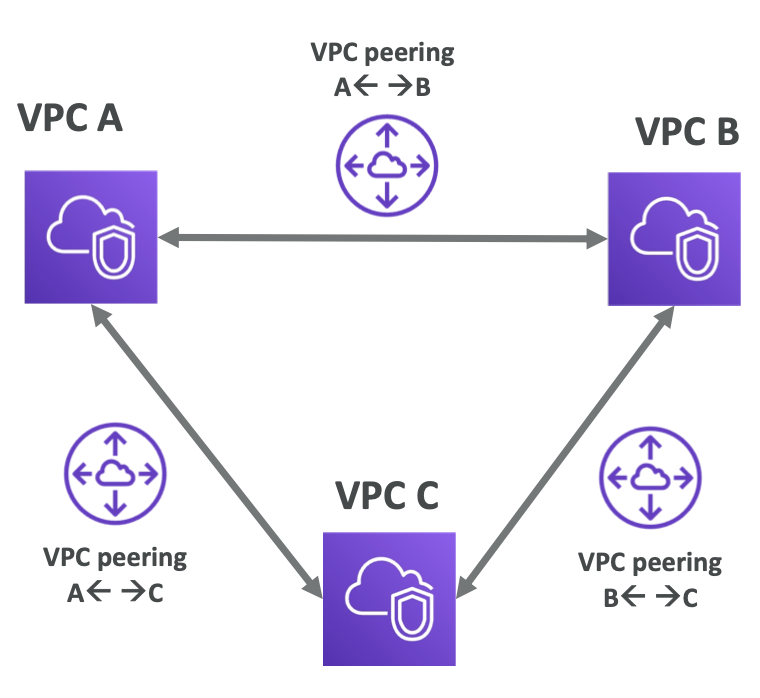 VPC peering
A← →B
VPC A
VPC B
VPC C
VPC peering
A← →C
VPC peering
B← →C